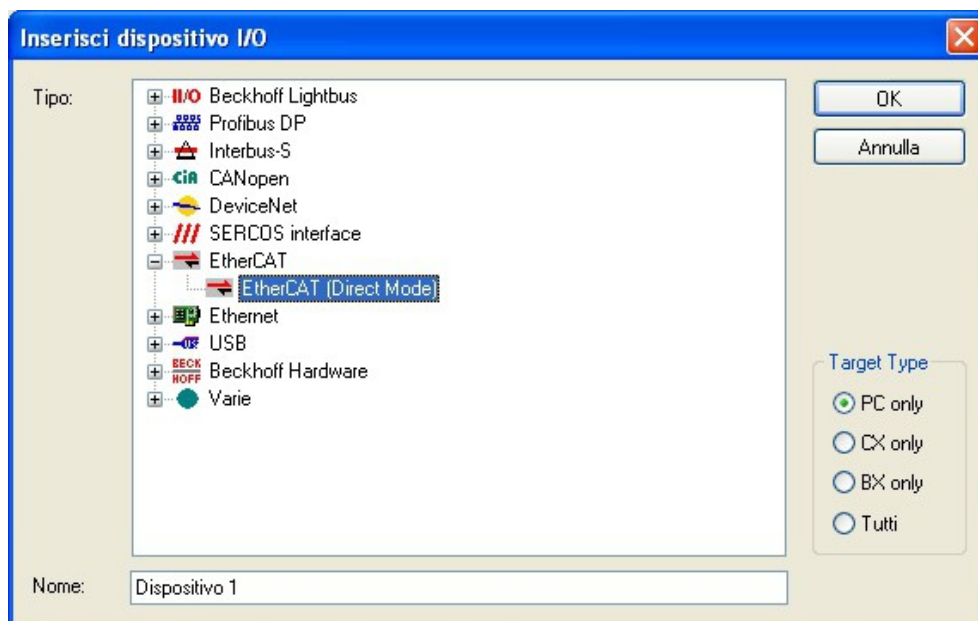 Inserisci dispositivo I/O
Tipo:
II/O Beckhoff Lightbus
Profibus DP
Interbus-S
CiA CANopen
DeviceNet
SERCOS interface
EtherCAT
EtherCAT (Direct Mode)
Ethernet
USB
BECK HOFF Beckhoff Hardware
Varie
OK
Annulla
Target Type
PC only
CX only
BX only
Tutti
Nome:
Dispositivo 1